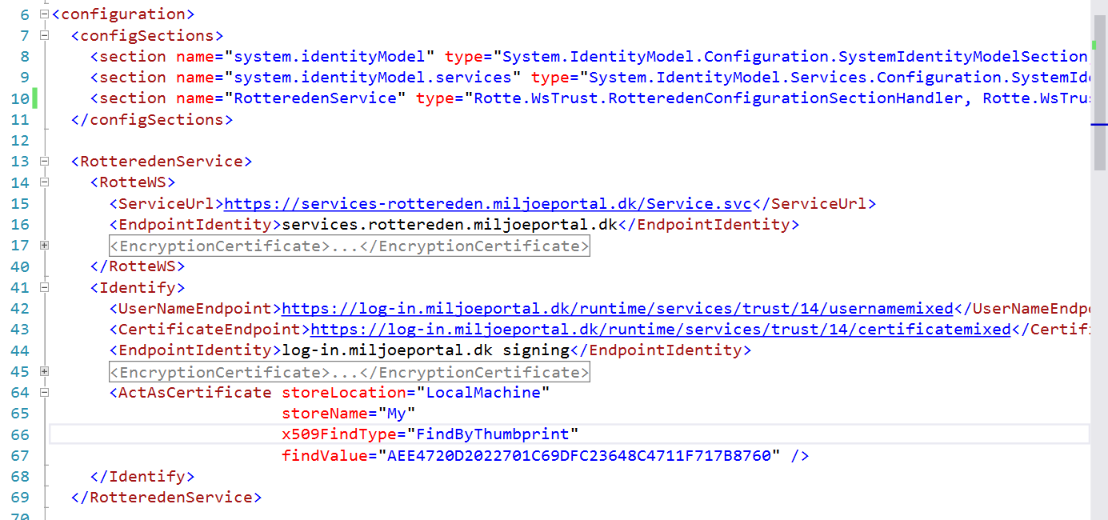 6 <configuration>
7 <configSections>
8 <section name="system.identityModel" type="System.IdentityModel.Configuration.SystemIdentityModelSection
9 <section name="system.identityModel.services" type="System.IdentityModel.Services.Configuration.SystemIde
10 <section name="RotteredenService" type="Rotte.WsTrust.RotteredenConfigurationSectionHandler, Rotte.WsTrus
11 </configSections>
12
13 <RotteredenService>
14 <RotteWS>
15 <ServiceUrl>https://services-rottereden.miljoeportal.dk/Service.svc</ServiceUrl>
16 <EndpointIdentity>services.rottereden.miljoeportal.dk</EndpointIdentity>
17 <EncryptionCertificate>...</EncryptionCertificate>
40 </RotteWS>
41 <Identify>
42 <UserNameEndpoint>https://log-in.miljoeportal.dk/runtime/services/trust/14/usernamemixed</UserNameEndpo
43 <CertificateEndpoint>https://log-in.miljoeportal.dk/runtime/services/trust/14/certificatemixed</Certifi
44 <EndpointIdentity>log-in.miljoeportal.dk signing</EndpointIdentity>
45 <EncryptionCertificate>...</EncryptionCertificate>
64 <ActAsCertificate storeLocation="LocalMachine"
65 storeName="My"
66 x509FindType="FindByThumbprint"
67 findValue="AEE4720D2022701C69DFC23648C4711F717B8760" />
68 </Identify>
69 </RotteredenService>
70